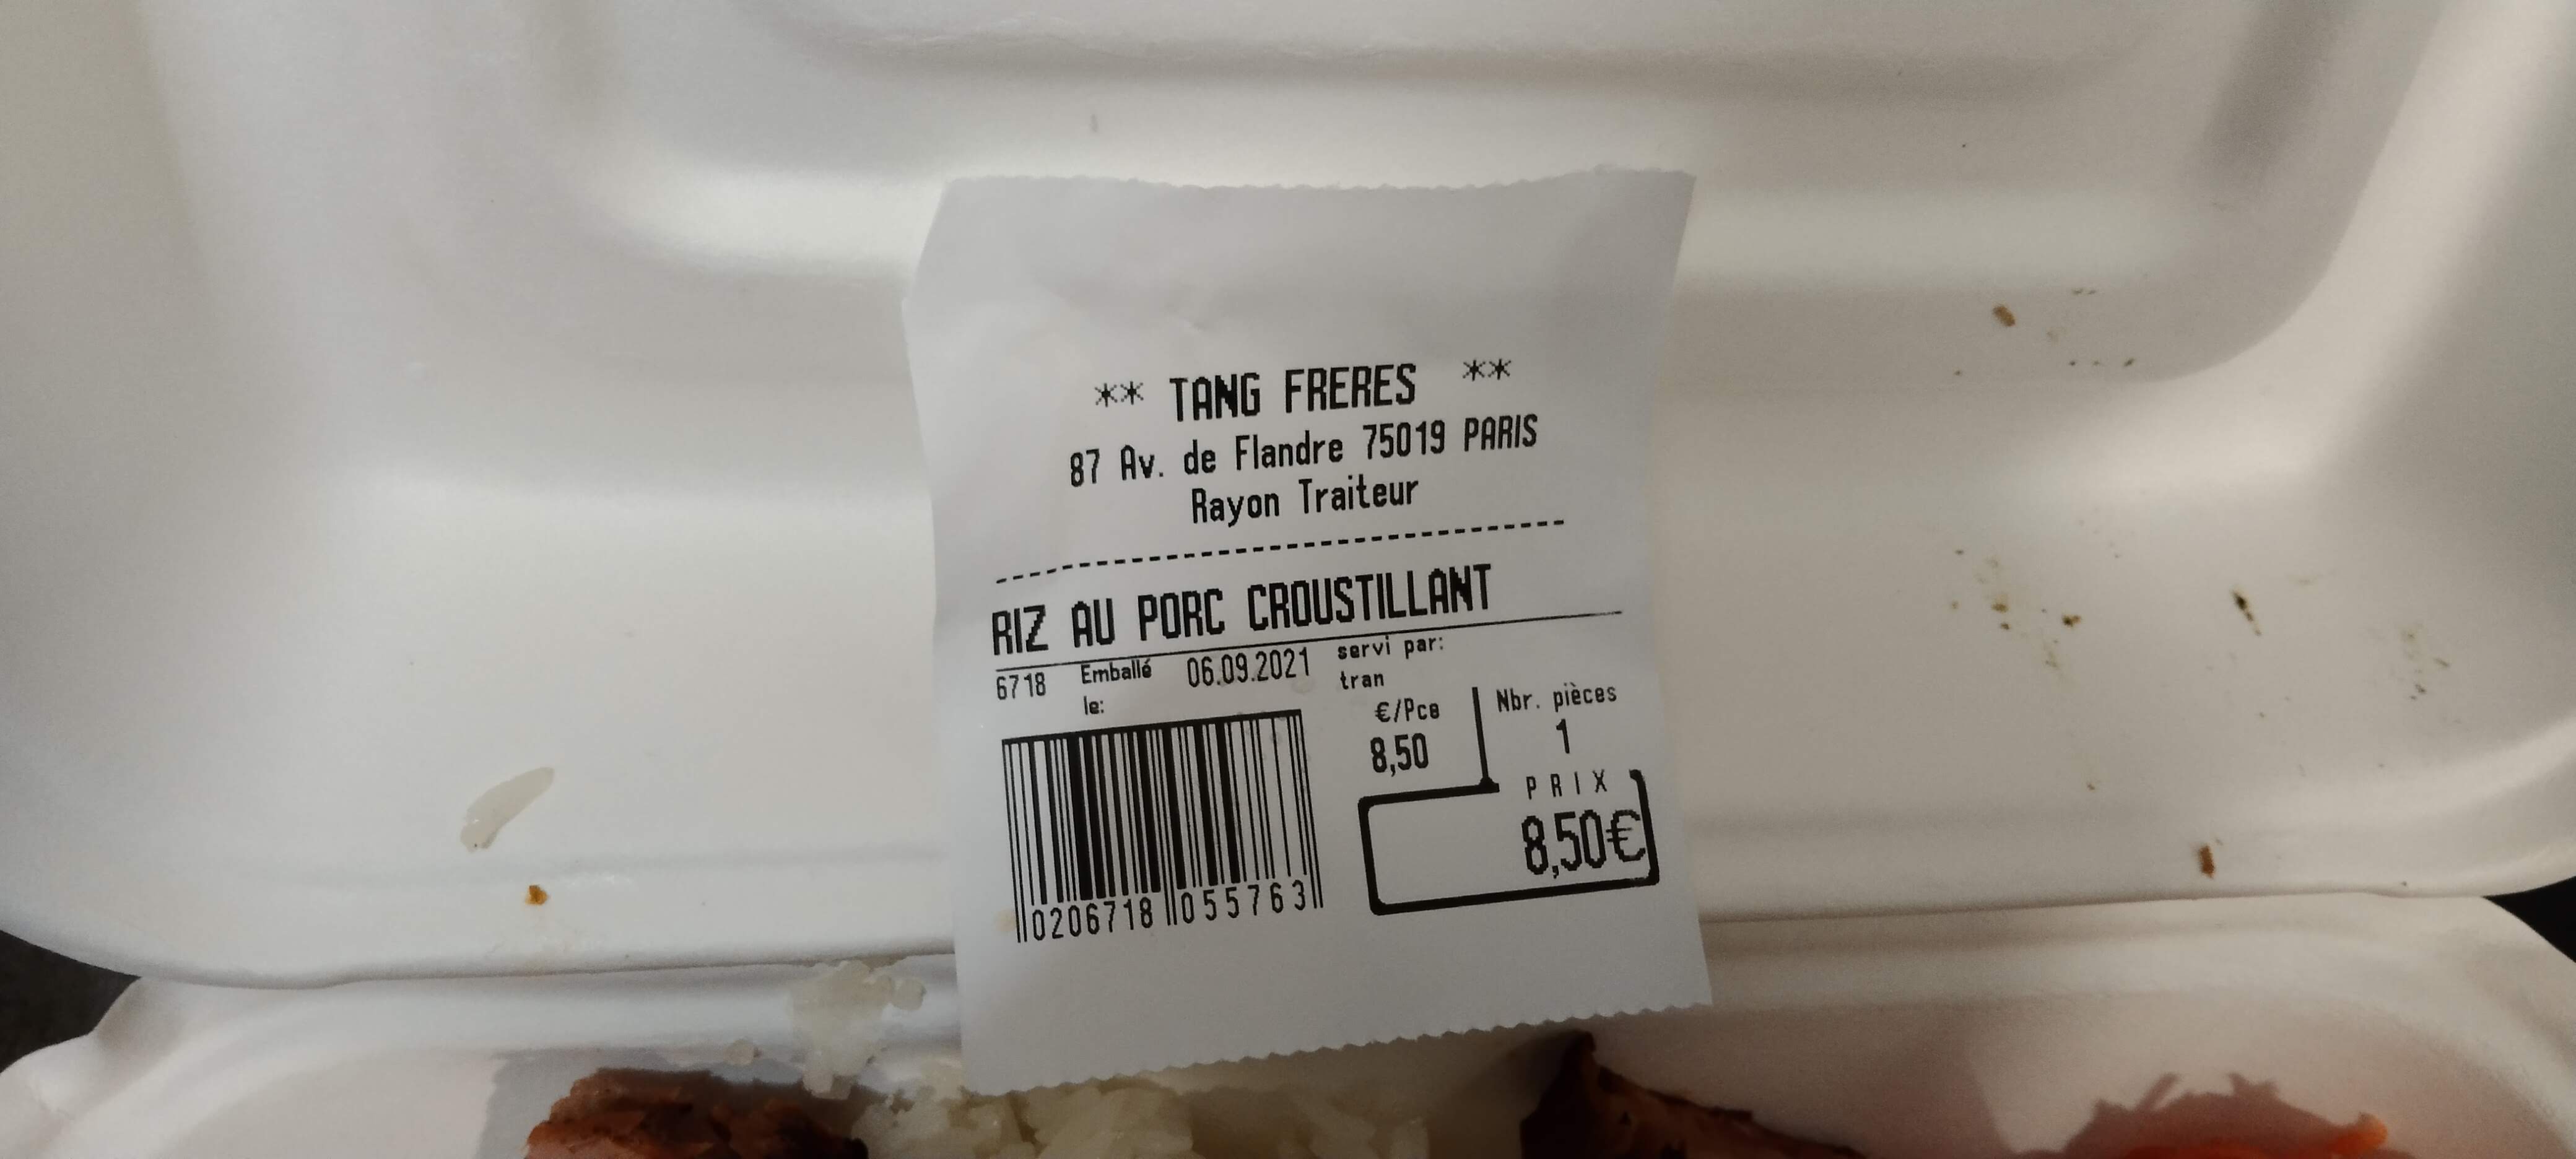 ** TANG FRERES **
87 Av. de Flandre 75019 PARIS
Rayon Traiteur
RIZ AU PORC CROUSTILLANT
6718 Emballé le: 06.09.2021 servi par: tran
€/Pce Nbr. pièces
8,50 1
PRIX
8,50€
0206718 055763